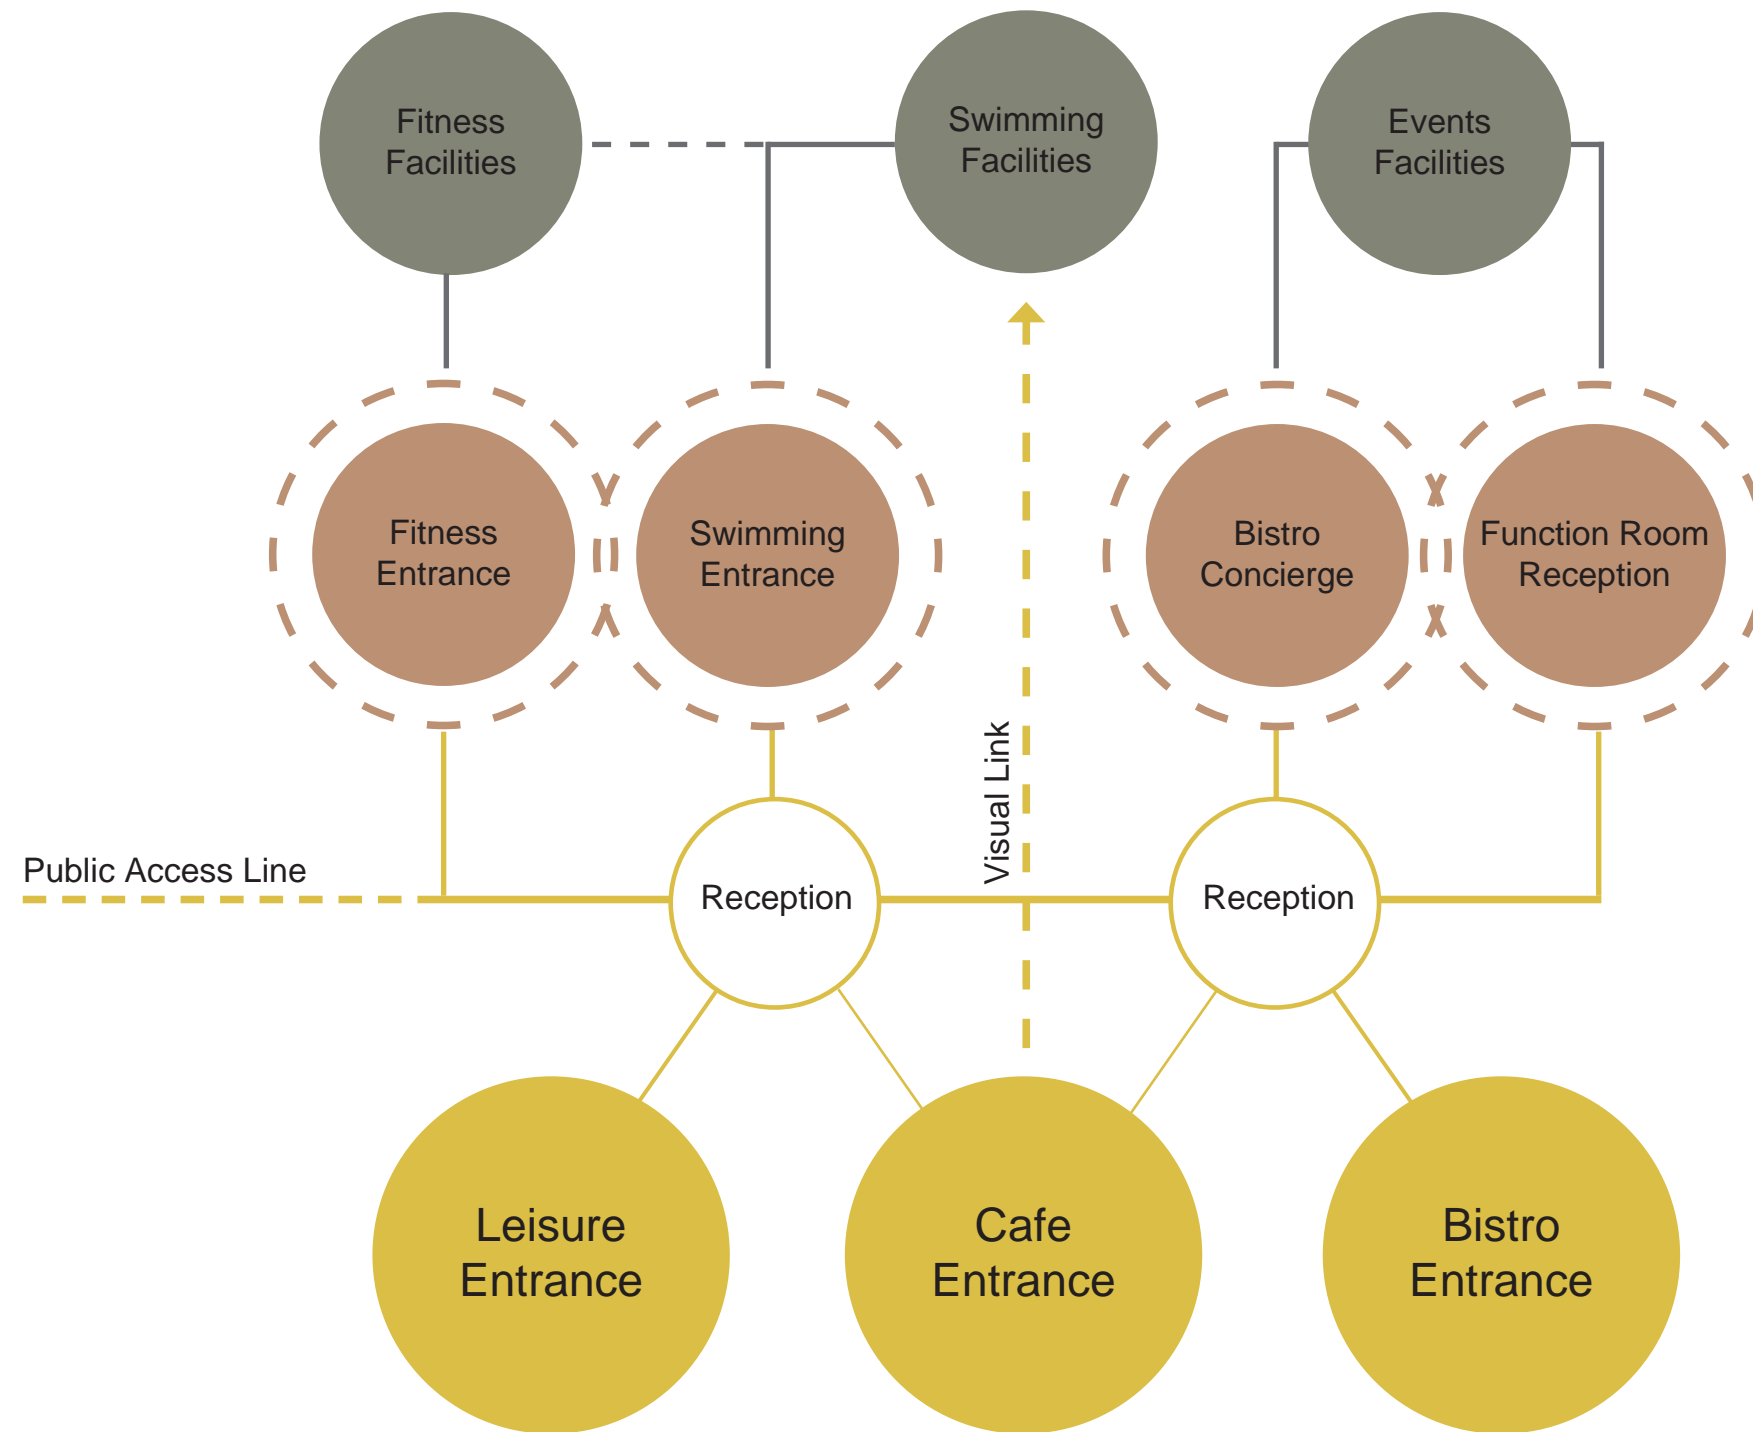 Fitness
Facilities
Swimming
Facilities
Events
Facilities
Fitness
Entrance
Swimming
Entrance
Bistro
Concierge
Function Room
Reception
Visual Link
Public Access Line
Reception
Reception
Leisure
Entrance
Cafe
Entrance
Bistro
Entrance